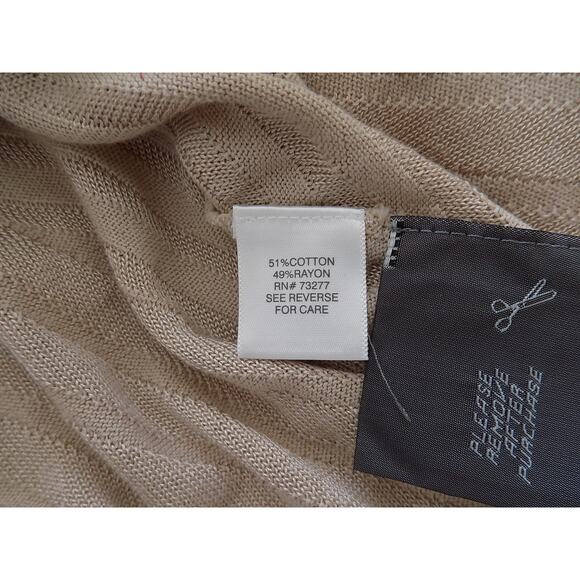 51%COTTON
49%RAYON
RN# 73277
SEE REVERSE
FOR CARE
PLEASE
REMOVE
AFTER
PURCHASE